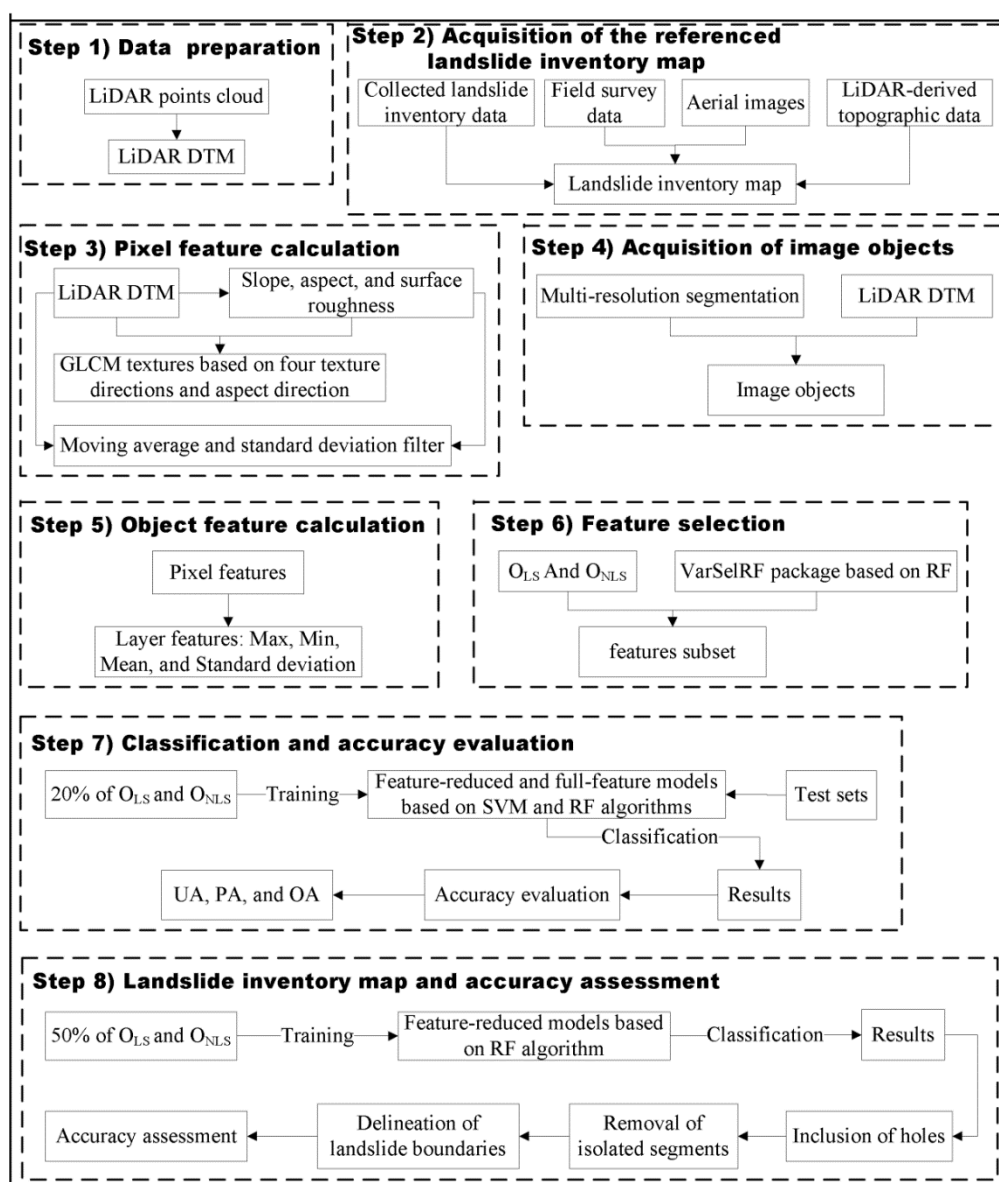 Step 1) Data preparation
LiDAR points cloud
LiDAR DTM
Step 2) Acquisition of the referenced
landslide inventory map
Collected landslide
inventory data
Field survey
data
Aerial images
LiDAR-derived
topographic data
Landslide inventory map
Step 3) Pixel feature calculation
LiDAR DTM
Slope, aspect, and surface
roughness
GLCM textures based on four texture
directions and aspect direction
Moving average and standard deviation filter
Step 4) Acquisition of image objects
Multi-resolution segmentation
LiDAR DTM
Image objects
Step 5) Object feature calculation
Pixel features
Layer features: Max, Min,
Mean, and Standard deviation
Step 6) Feature selection
O_LS And O_NLS
VarSelRF package based on RF
features subset
Step 7) Classification and accuracy evaluation
20% of O_LS and O_NLS
Training
Feature-reduced and full-feature models
based on SVM and RF algorithms
Test sets
Classification
UA, PA, and OA
Accuracy evaluation
Results
Step 8) Landslide inventory map and accuracy assessment
50% of O_LS and O_NLS
Training
Feature-reduced models based
on RF algorithm
Classification
Results
Accuracy assessment
Delineation of
landslide boundaries
Removal of
isolated segments
Inclusion of holes